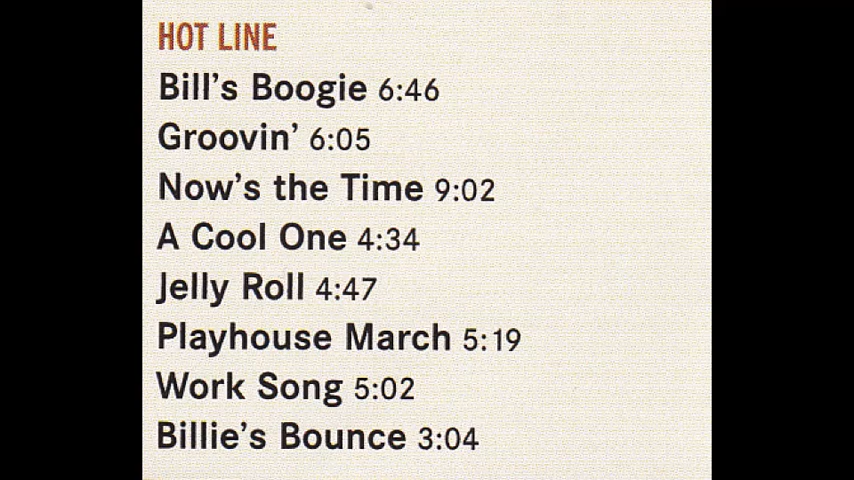 HOT LINE
Bill's Boogie 6:46
Groovin' 6:05
Now's the Time 9:02
A Cool One 4:34
Jelly Roll 4:47
Playhouse March 5:19
Work Song 5:02
Billie's Bounce 3:04